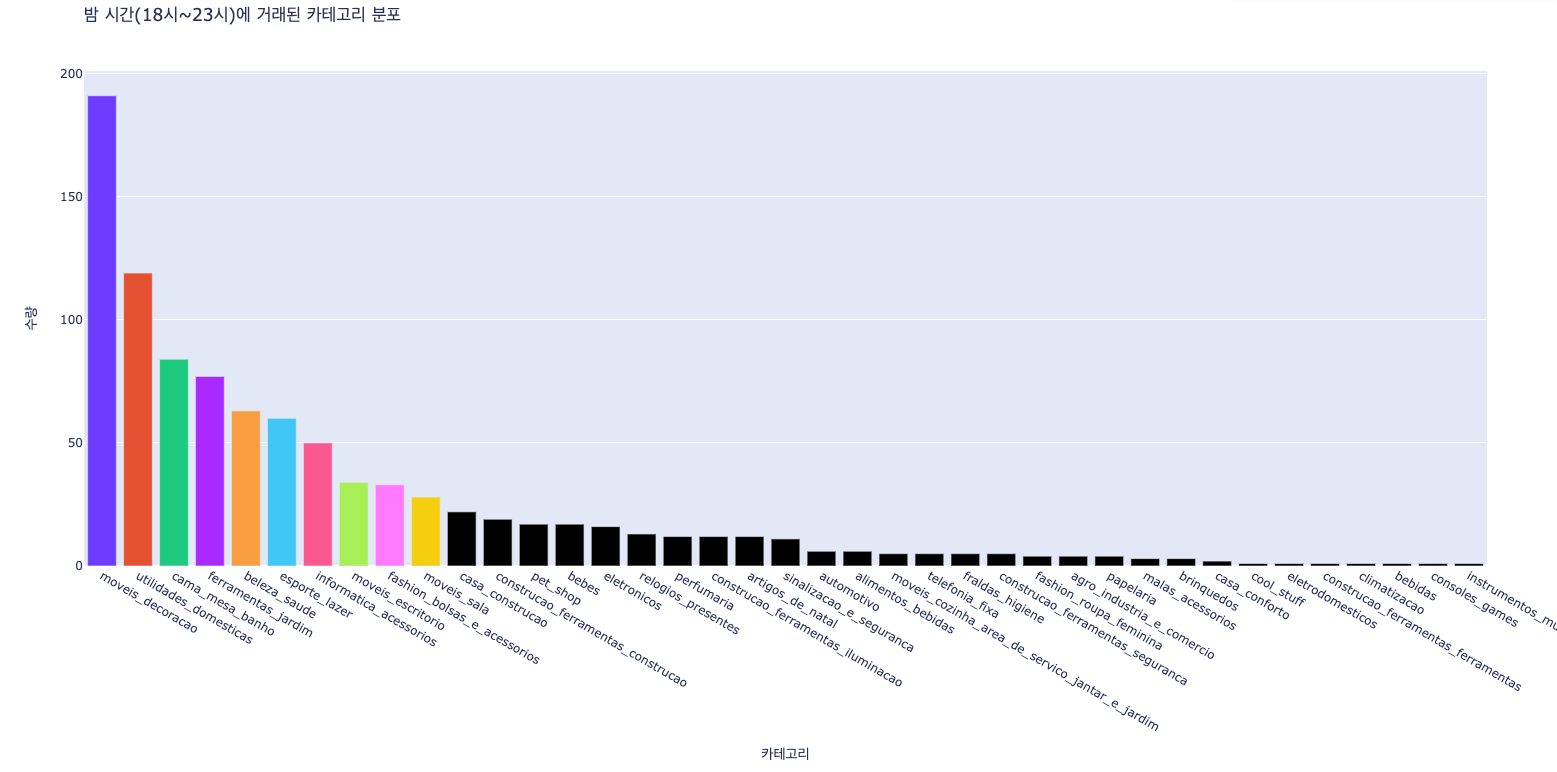 밤 시간(18시~23시)에 거래된 카테고리 분포
200
150
100
50
0
수량
moveis_decoracao
utilidades_domesticas
cama_mesa_banho
ferramentas_jardim
beleza_saude
esporte_lazer
informatica_acessorios
moveis_escritorio
fashion_bolsas_e_acessorios
moveis_sala
casa_construcao
construcao_ferramentas_construcao
pet_shop
bebes
eletronicos
relogios_presentes
perfumaria
construcao_ferramentas_iluminacao
artigos_de_natal
sinalizacao_e_seguranca
automotivo
alimentos_bebidas
moveis_cozinha_area_de_servico_jantar_e_jardim
telefonia_fixa
fraldas_higiene
construcao_ferramentas_seguranca
fashion_roupa_feminina
agro_industria_e_comercio
papelaria
malas_acessorios
brinquedos
casa_conforto
cool_stuff
eletrodomesticos
construcao_ferramentas_ferramentas
climatizacao
bebidas
consoles_games
카테고리